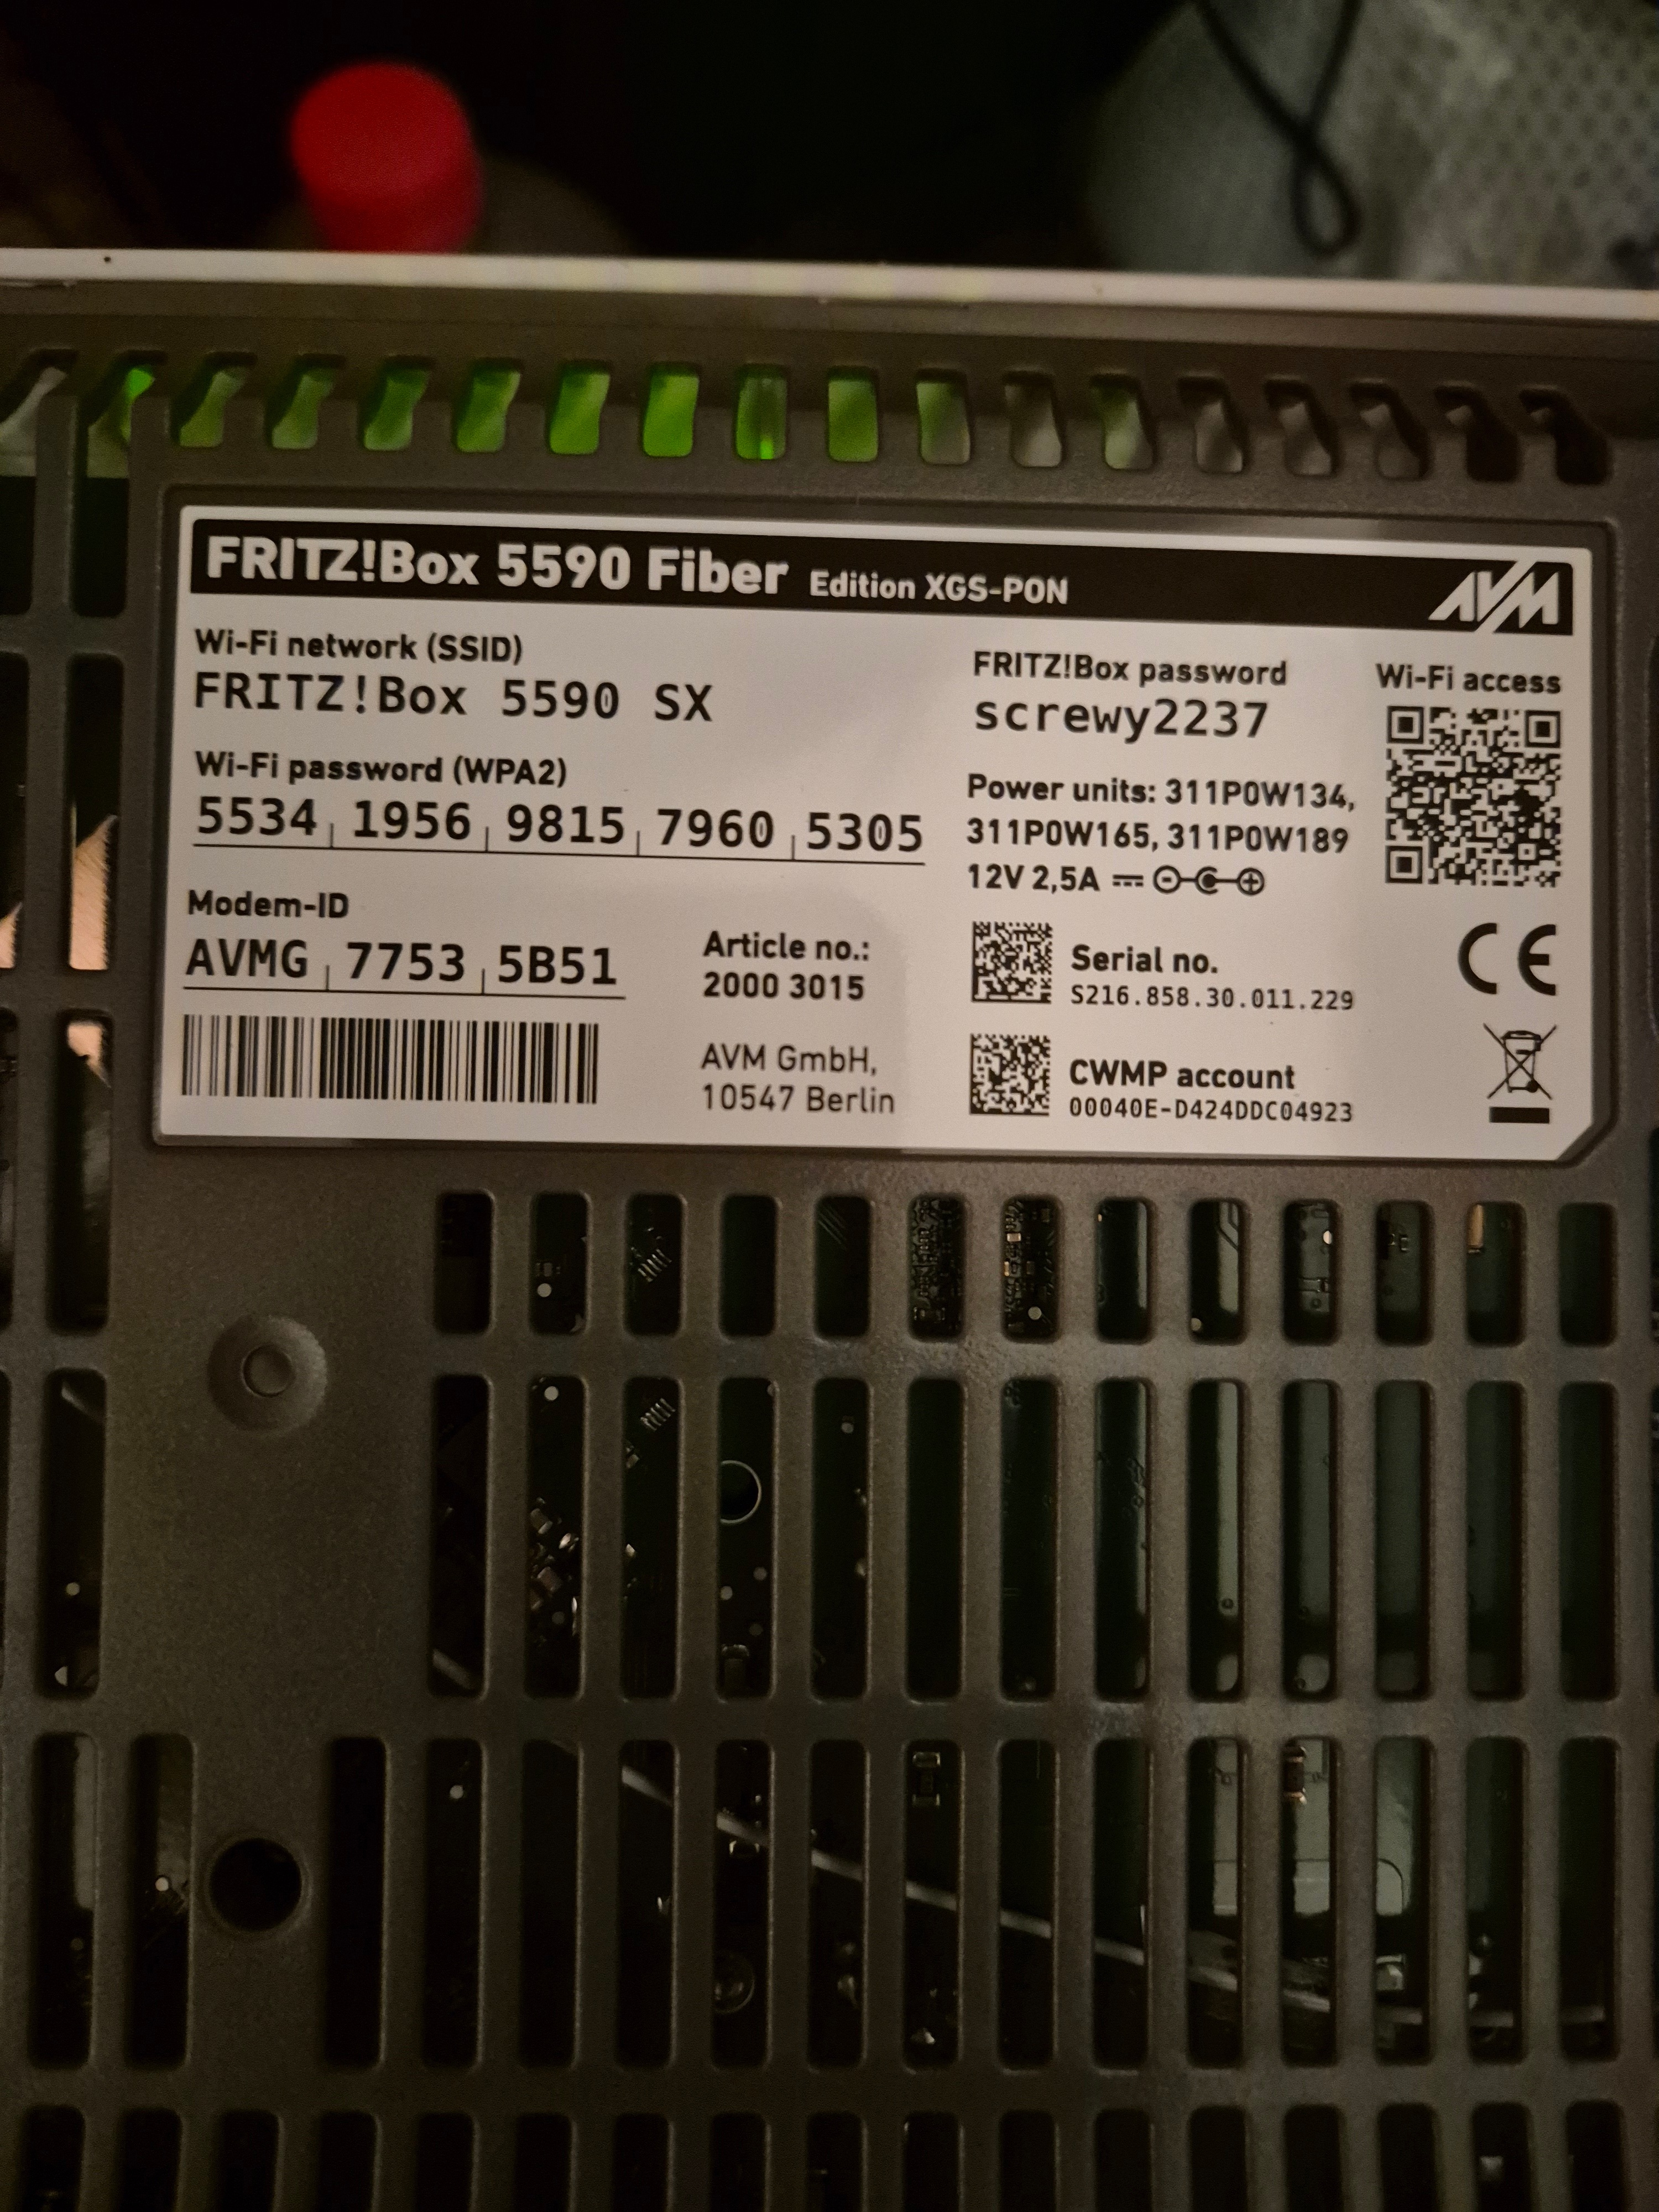 FRITZ!Box 5590 Fiber Edition XGS-PON
AVM
Wi-Fi network (SSID)
FRITZ!Box 5590 SX
Wi-Fi password (WPA2)
5534 1956 9815 7960 5305
Modem-ID
AVMG 7753 5B51
Article no.:
2000 3015
AVM GmbH,
10547 Berlin
FRITZ!Box password
screwy2237
Power units: 311P0W134,
311P0W165, 311P0W189
12V 2,5A
Serial no.
S216.858.30.011.229
CWMP account
00040E-D424DDC04923
Wi-Fi access
CE